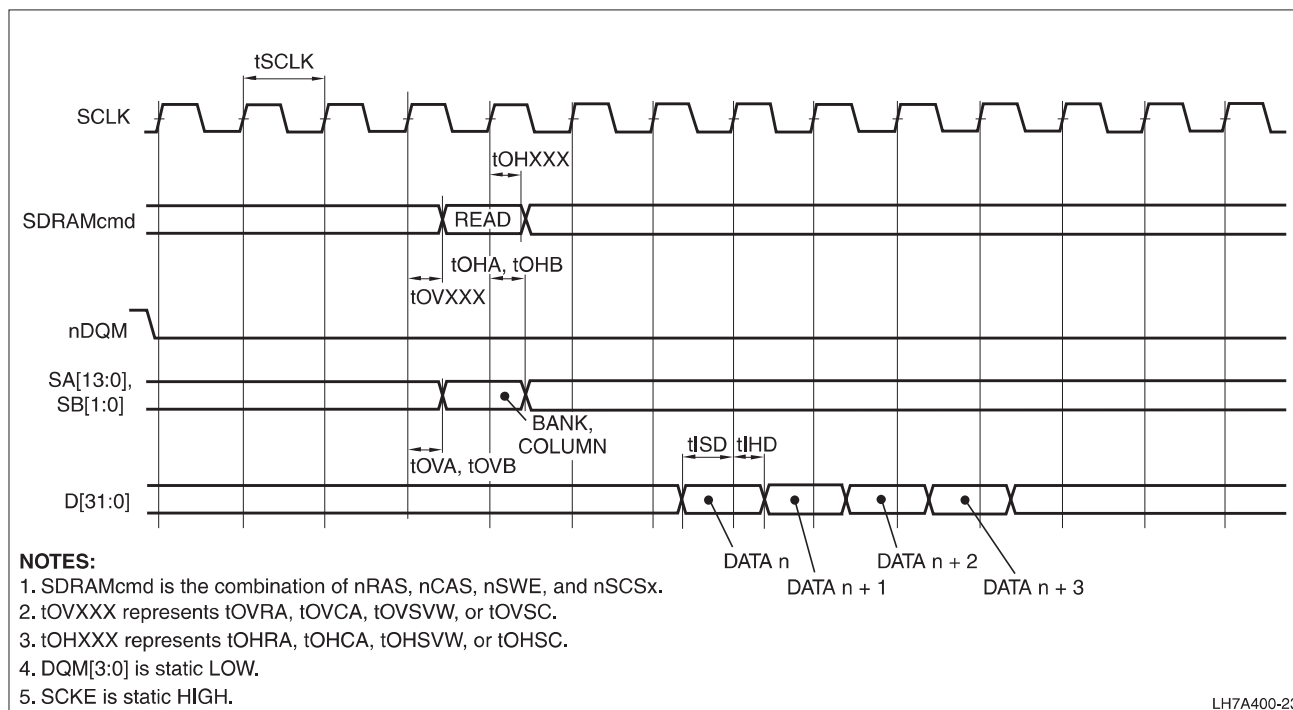 tSCLK
SCLK
tOHXXX
SDRAMcmd
READ
tOHA, tOHB
tOVXXX
nDQM
SA[13:0],
SB[1:0]
BANK,
COLUMN
tOVA, tOVB
tISD
tIHD
D[31:0]
DATA n
DATA n + 1
DATA n + 2
DATA n + 3
NOTES:
1. SDRAMcmd is the combination of nRAS, nCAS, nSWE, and nSCSx.
2. tOVXXX represents tOVRA, tOVCA, tOVSVW, or tOVSC.
3. tOHXXX represents tOHRA, tOHCA, tOHSVW, or tOHSC.
4. DQM[3:0] is static LOW.
5. SCKE is static HIGH.
LH7A400-23